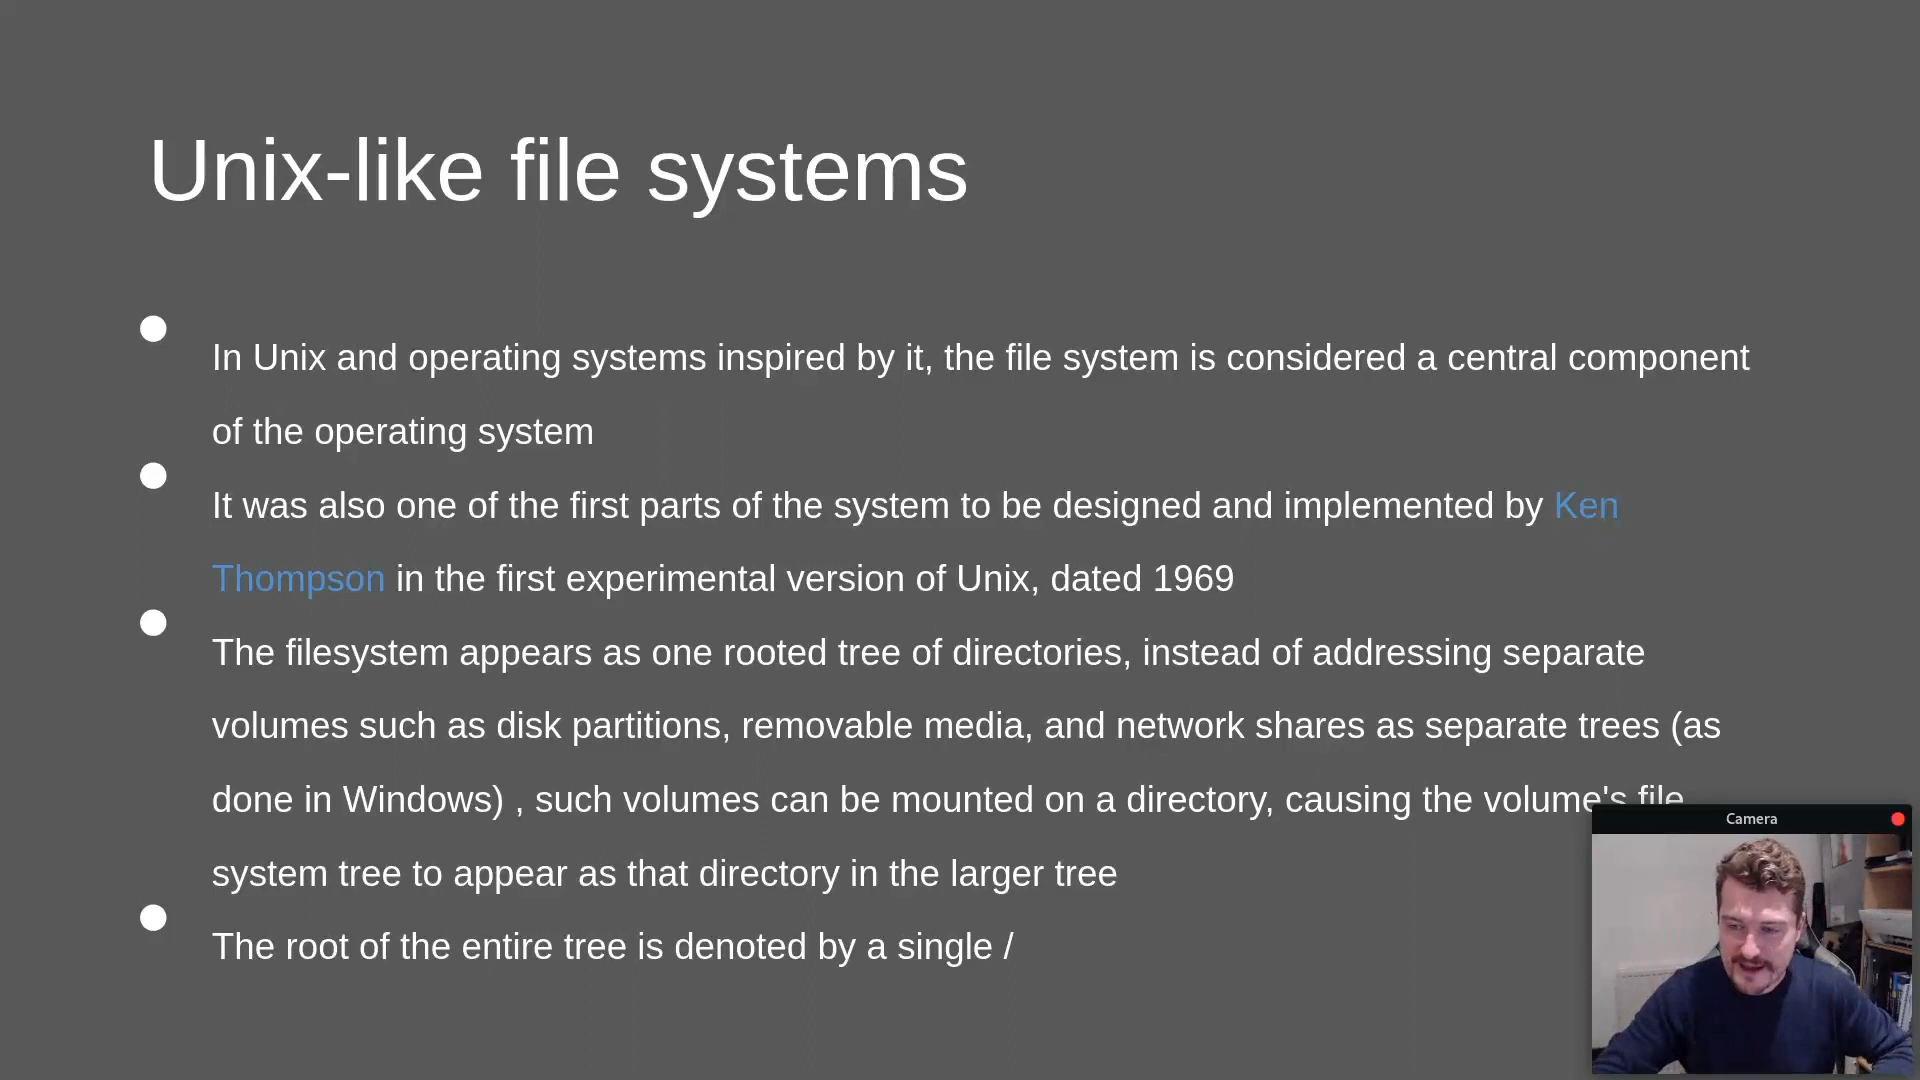 Unix-like file systems
In Unix and operating systems inspired by it, the file system is considered a central component
of the operating system
It was also one of the first parts of the system to be designed and implemented by Ken
Thompson in the first experimental version of Unix, dated 1969
The filesystem appears as one rooted tree of directories, instead of addressing separate
volumes such as disk partitions, removable media, and network shares as separate trees (as
done in Windows) , such volumes can be mounted on a directory, causing the volume's file
system tree to appear as that directory in the larger tree
The root of the entire tree is denoted by a single /
Camera